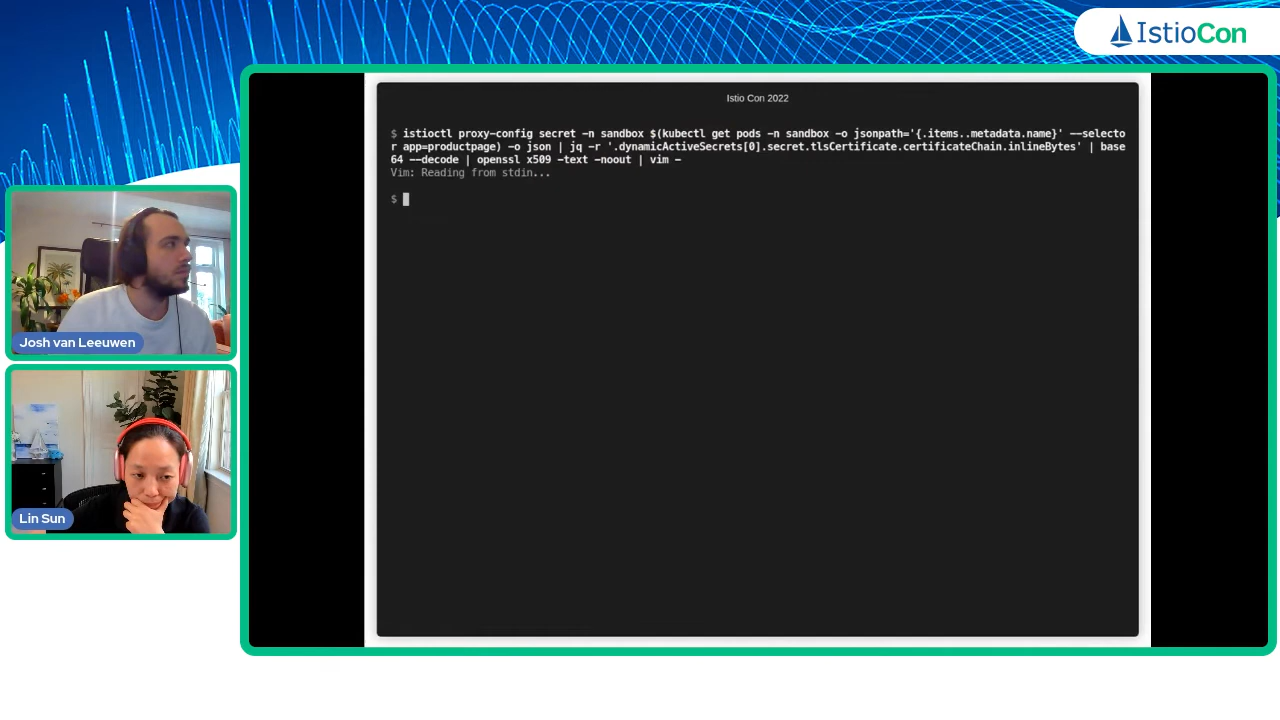 IstioCon
Istio Con 2022
$ istioctl proxy-config secret -n sandbox $(kubectl get pods -n sandbox -o jsonpath='{.items..metadata.name}' --selecto
r app=productpage) -o json | jq -r '.dynamicActiveSecrets[0].secret.tlsCertificate.certificateChain.inlineBytes' | base
64 --decode | openssl x509 -text -noout | vim -
Vim: Reading from stdin...
$
Josh van Leeuwen
Lin Sun